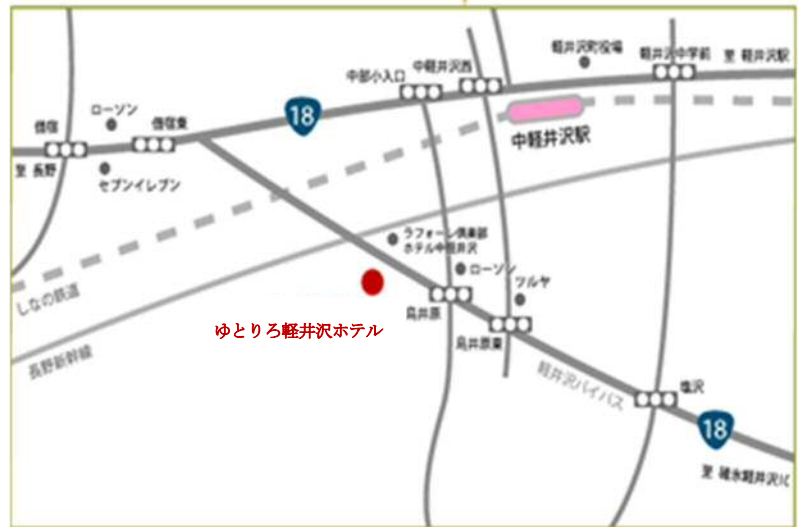 軽井沢町役場
軽井沢中学前
至 軽井沢駅
中軽井沢西
中部小入口
18
ローソン
借宿
借宿東
中軽井沢駅
至 長野
セブンイレブン
ラフォーレ倶楽部
ホテル中軽井沢
ローソン
ツルヤ
しなの鉄道
鳥井原
ゆとりろ軽井沢ホテル
鳥井原東
長野新幹線
軽井沢バイパス
塩沢
18
至 碓氷軽井沢IC